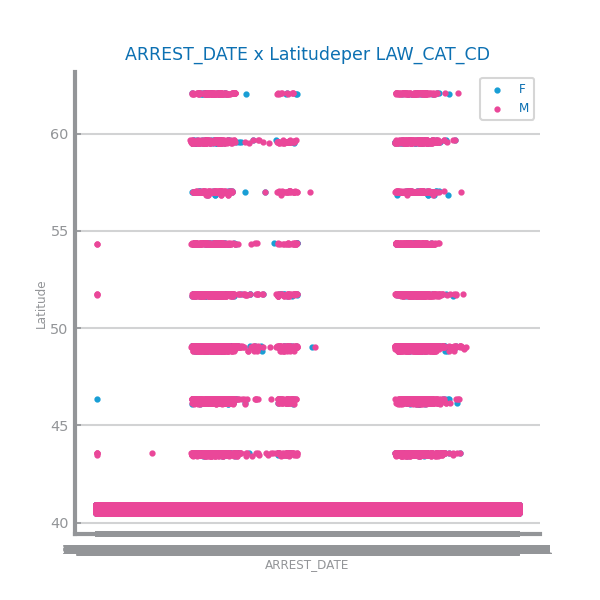 ARREST_DATE x Latitudeper LAW_CAT_CD
F
M
60
55
50
45
40
Latitude
ARREST_DATE